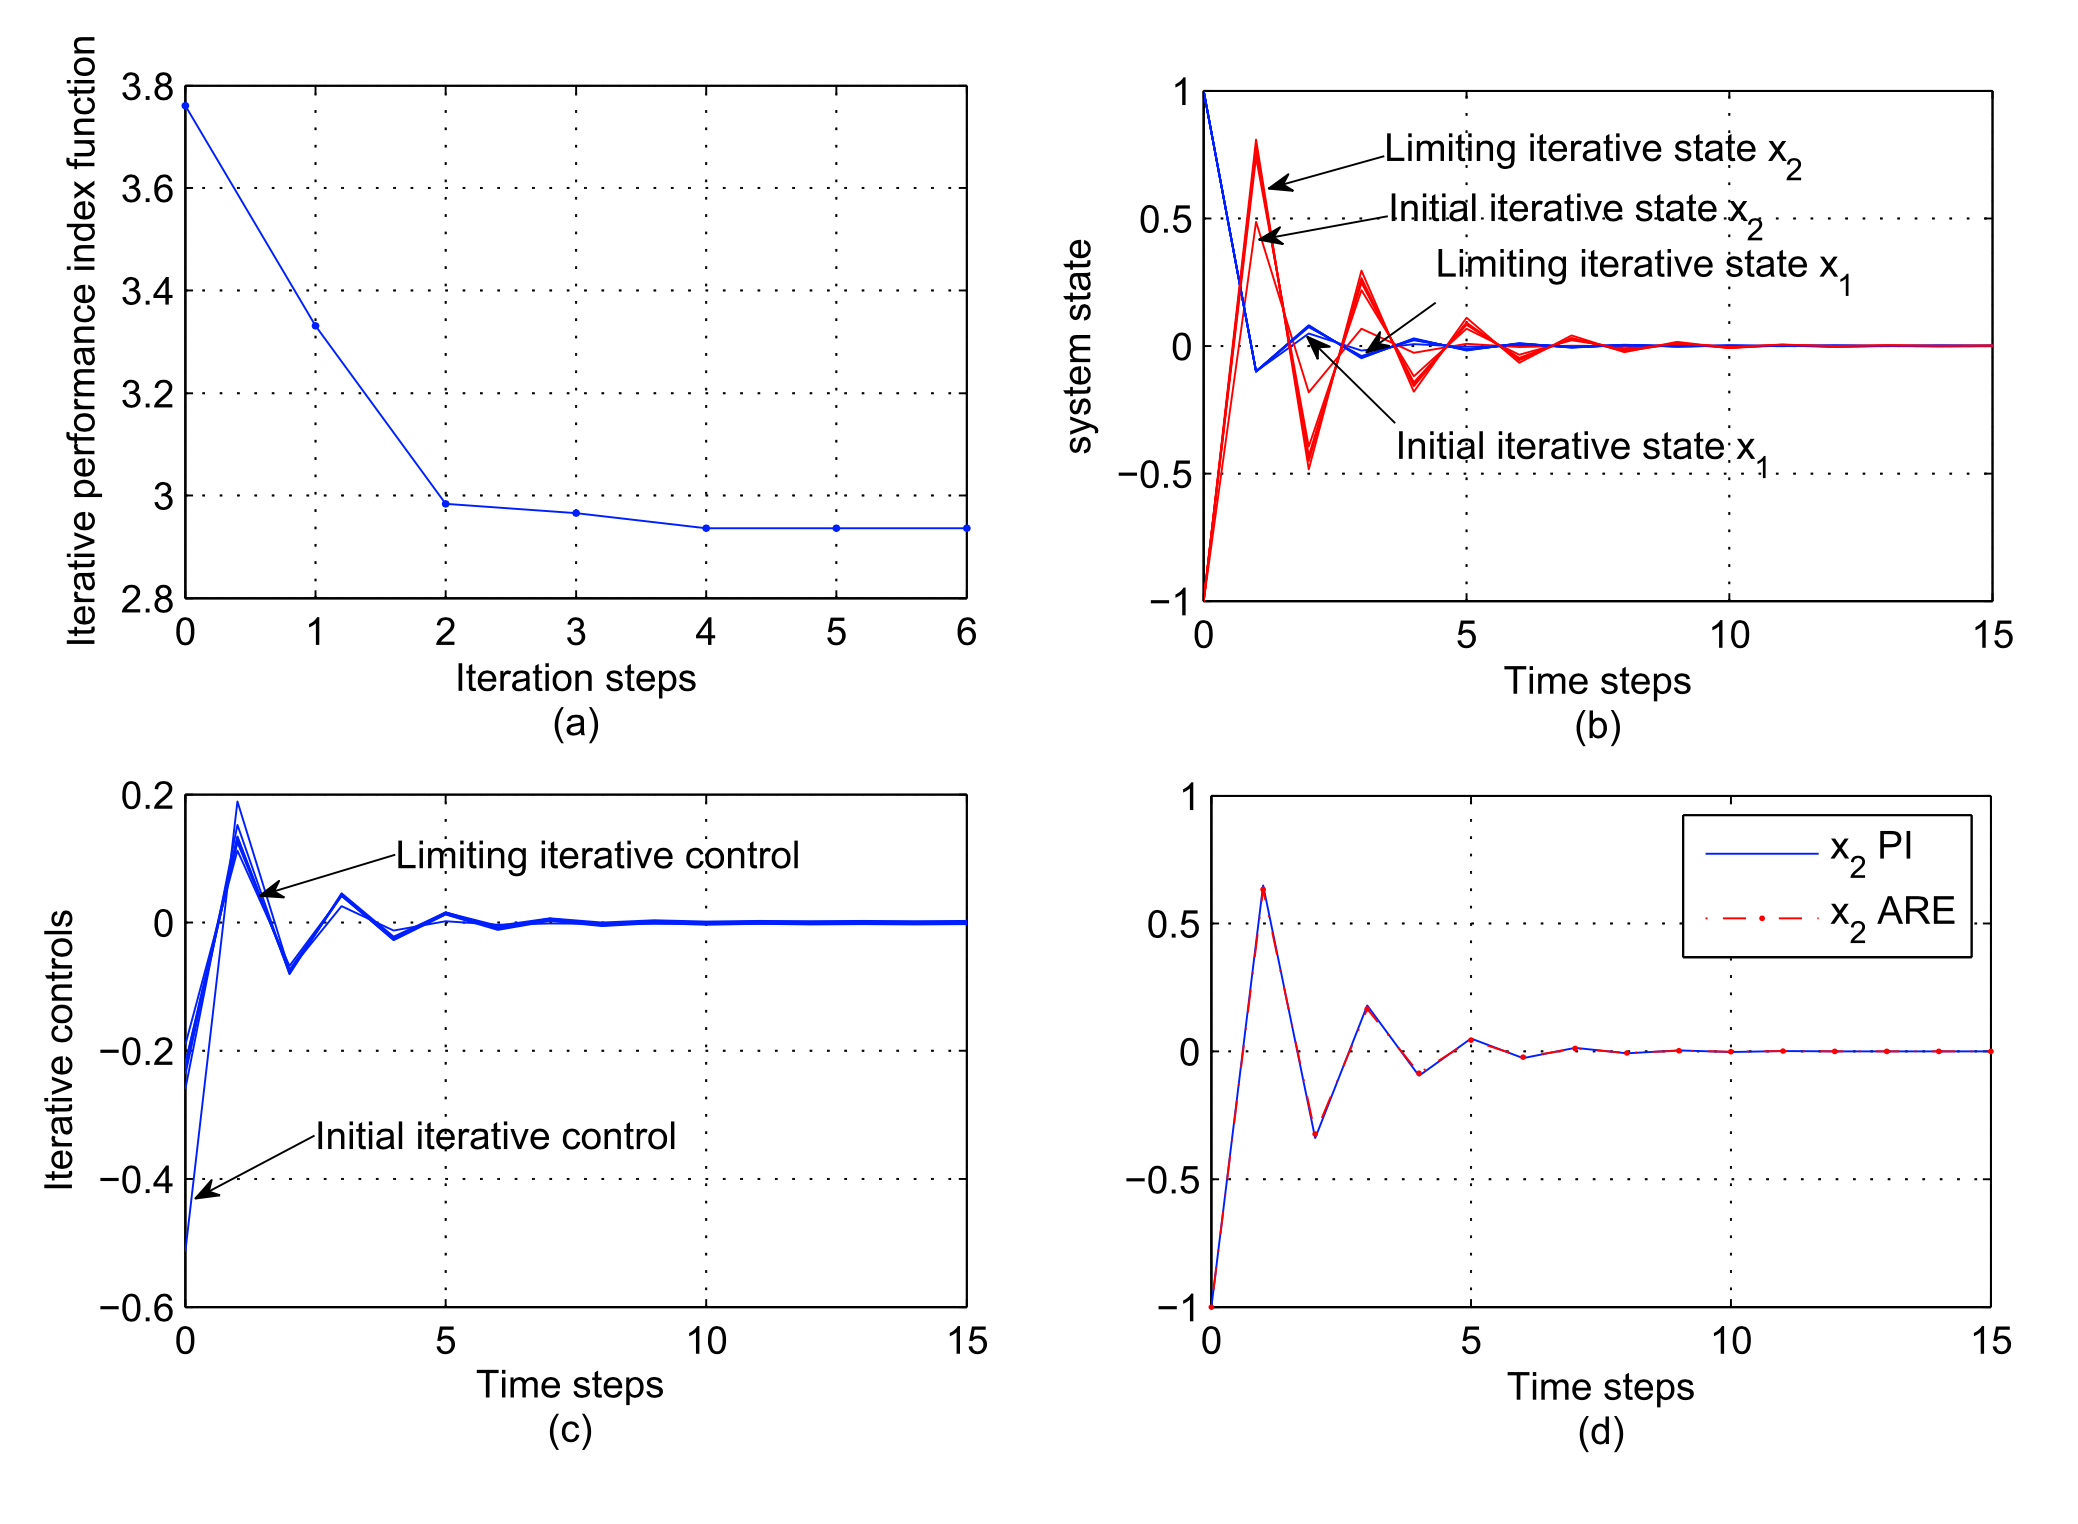 Iterative performance index function
3.8
3.6
3.4
3.2
3
2.8
0 1 2 3 4 5 6
Iteration steps
(a)
system state
1
0.5
0
−0.5
−1
Limiting iterative state x2
Initial iterative state x2
Limiting iterative state x1
Initial iterative state x1
0 5 10 15
Time steps
(b)
Iterative controls
0.2
0
−0.2
−0.4
−0.6
Limiting iterative control
Initial iterative control
0 5 10 15
Time steps
(c)
1
0.5
0
−0.5
−1
x2 PI
x2 ARE
0 5 10 15
Time steps
(d)